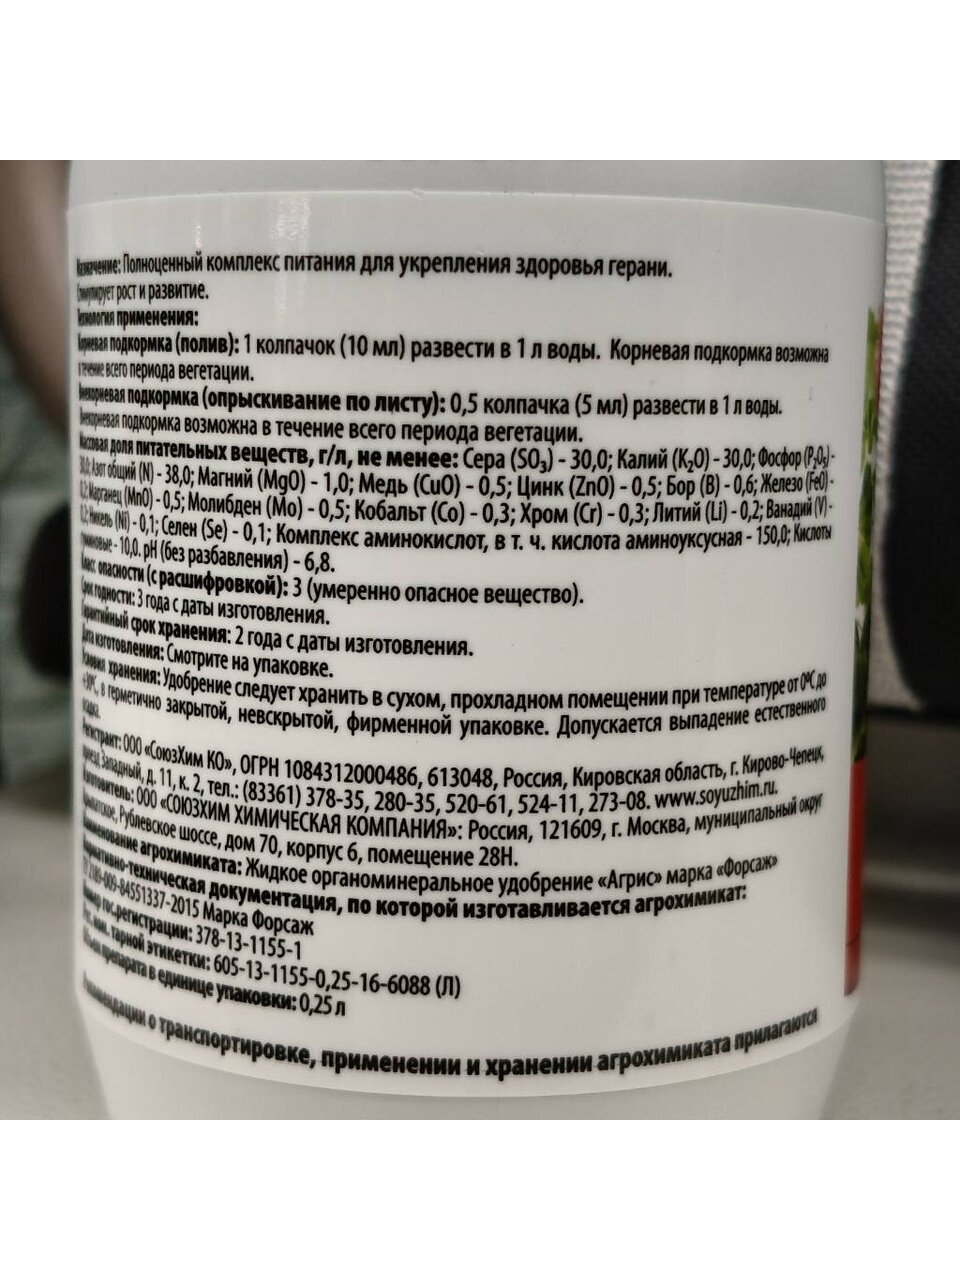 Назначение: Полноценный комплекс питания для укрепления здоровья герани.
Стимулирует рост и развитие.
Технология применения:
Корневая подкормка (полив): 1 колпачок (10 мл) развести в 1 л воды. Корневая подкормка возможна
в течение всего периода вегетации.
Внекорневая подкормка (опрыскивание по листу): 0,5 колпачка (5 мл) развести в 1 л воды.
Внекорневая подкормка возможна в течение всего периода вегетации.
Массовая доля питательных веществ, г/л, не менее: Сера (SO₃) - 30,0; Калий (K₂O) - 30,0; Фосфор (P₂O₅) -
30,0; Азот общий (N) - 38,0; Магний (MgO) - 1,0; Медь (CuO) - 0,5; Цинк (ZnO) - 0,5; Бор (B) - 0,6; Железо (FeO) -
0,2; Марганец (MnO) - 0,5; Молибден (Mo) - 0,5; Кобальт (Co) - 0,3; Хром (Cr) - 0,3; Литий (Li) - 0,2; Ванадий (V) -
0,2; Никель (Ni) - 0,1; Селен (Se) - 0,1; Комплекс аминокислот, в т. ч. кислота аминоуксусная - 150,0; Кислоты
- 10,0. pH (без разбавления) - 6,8.
Класс опасности (с расшифровкой): 3 (умеренно опасное вещество).
Срок годности: 3 года с даты изготовления.
Гарантийный срок хранения: 2 года с даты изготовления.
Дата изготовления: Смотрите на упаковке.
Условия хранения: Удобрение следует хранить в сухом, прохладном помещении при температуре от 0°C до
+30°C, в герметично закрытой, невскрытой, фирменной упаковке. Допускается выпадение естественного
осадка.
Регистрант: ООО «СоюзХим КО», ОГРН 1084312000486, 613048, Россия, Кировская область, г. Кирово-Чепецк,
проезд Западный, д. 11, к. 2, тел.: (83361) 378-35, 280-35, 520-61, 524-11, 273-08. www.soyuzhim.ru.
Изготовитель: ООО «СОЮЗХИМ ХИМИЧЕСКАЯ КОМПАНИЯ»: Россия, 121609, г. Москва, муниципальный округ
Крылатское, Рублевское шоссе, дом 70, корпус 6, помещение 28Н.
Наименование агрохимиката: Жидкое органоминеральное удобрение «Агрис» марка «Форсаж»
Нормативно-техническая документация, по которой изготавливается агрохимикат:
ТУ 2189-009-84551337-2015 Марка Форсаж
Номер гос.регистрации: 378-13-1155-1
Рег. ном. тарной этикетки: 605-13-1155-0,25-16-6088 (Л)
Объем препарата в единице упаковки: 0,25 л
Рекомендации о транспортировке, применении и хранении агрохимиката прилагаются